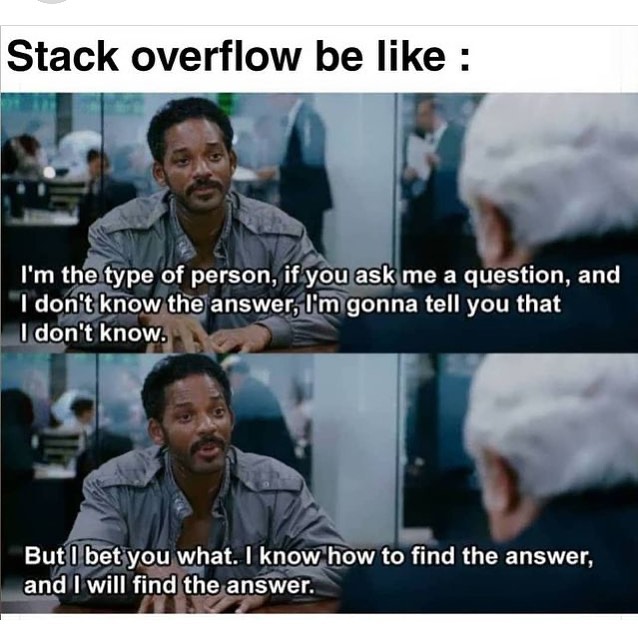 Stack overflow be like :
I'm the type of person, if you ask me a question, and
I don't know the answer, I'm gonna tell you that
I don't know.
But I bet you what. I know how to find the answer,
and I will find the answer.